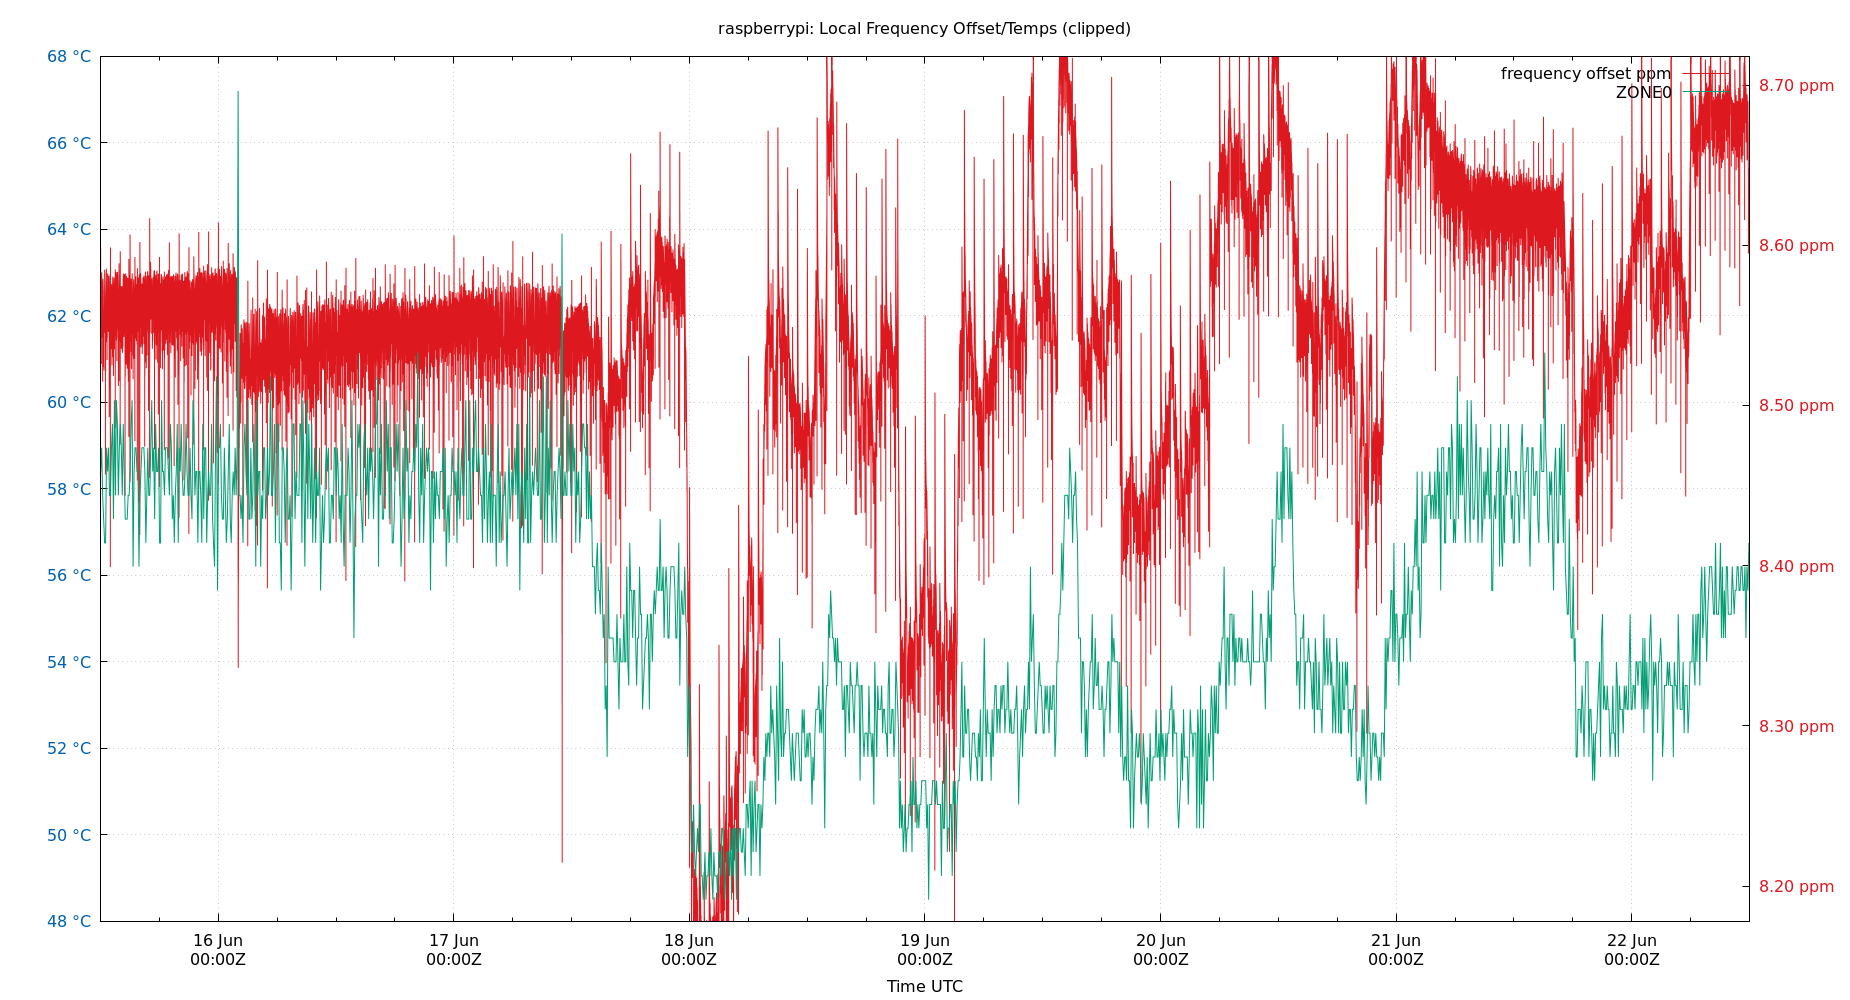 raspberrypi: Local Frequency Offset/Temps (clipped)
68 °C
66 °C
64 °C
62 °C
60 °C
58 °C
56 °C
54 °C
52 °C
50 °C
48 °C
frequency offset ppm
ZONE0
8.70 ppm
8.60 ppm
8.50 ppm
8.40 ppm
8.30 ppm
8.20 ppm
16 Jun 17 Jun 18 Jun 19 Jun 20 Jun 21 Jun 22 Jun
00:00Z 00:00Z 00:00Z 00:00Z 00:00Z 00:00Z 00:00Z
Time UTC